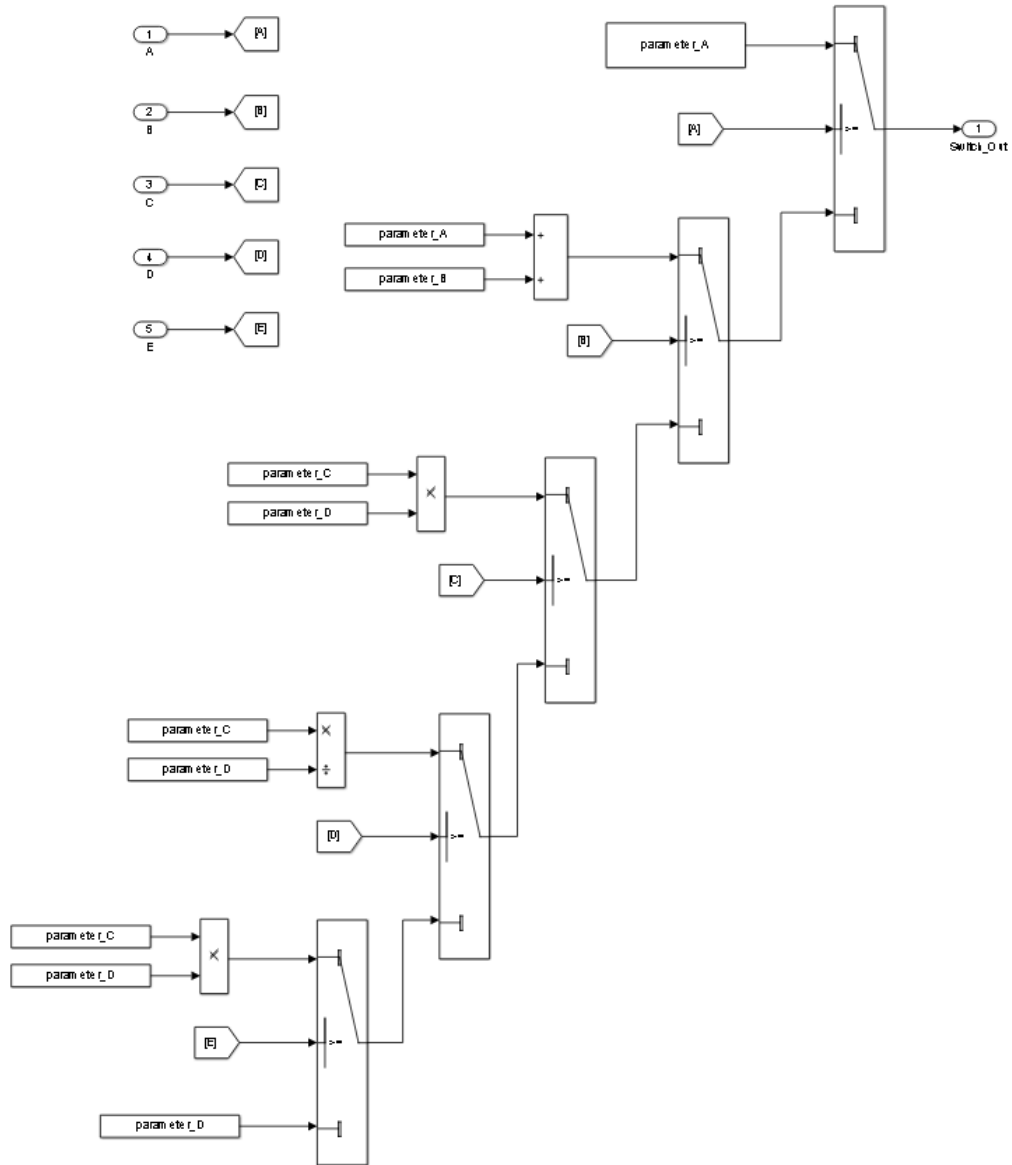 1
A
[A]
2
B
[B]
3
C
[C]
4
D
[D]
5
E
[E]
parameter_A
[A]
>=
1
Switch_Out
parameter_A
+
parameter_B
+
[B]
>=
parameter_C
×
parameter_D
[C]
>=
parameter_C
×
parameter_D
÷
[D]
>=
parameter_C
×
parameter_D
[E]
>=
parameter_D